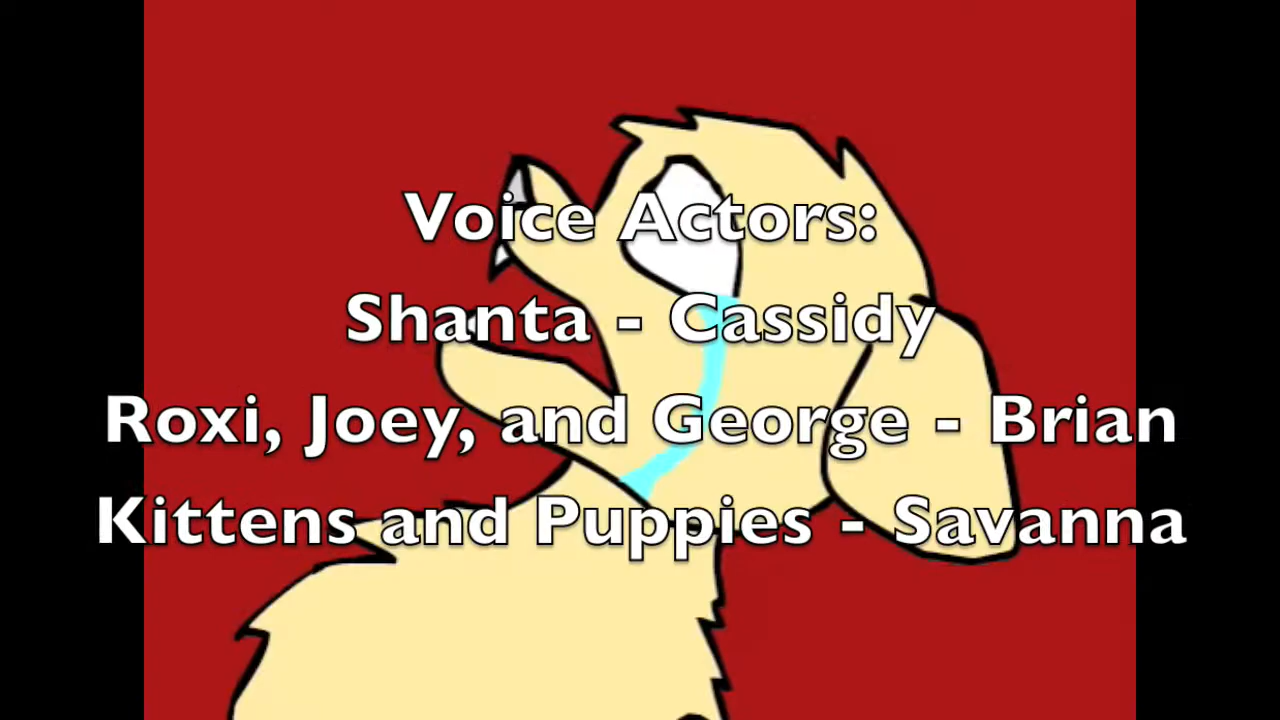 Voice Actors:
Shanta - Cassidy
Roxi, Joey, and George - Brian
Kittens and Puppies - Savanna